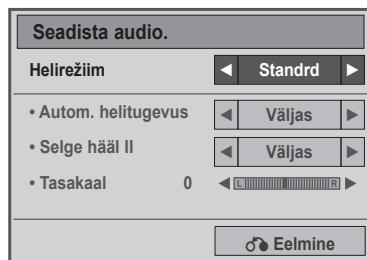 Seadista audio.
Helirežiim ◀ Standrd ▶
• Autom. helitugevus ◀ Väljas ▶
• Selge hääl II ◀ Väljas ▶
• Tasakaal 0 ◀ L R ▶
Eelmine